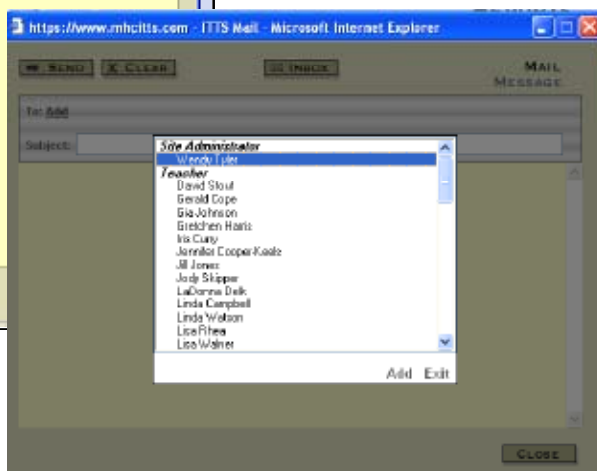 https://www.mhcitts.com - ITTS Mail - Microsoft Internet Explorer
SEND X CLEAR INBOX MAIL
MESSAGE
To: Add
Subject:
Site Administrator
Wendy Tyler
Teacher
David Stout
Gerald Cope
Gia Johnson
Gretchen Harris
Iris Curry
Jennifer Cooper-Keels
Jill Jones
Jody Skipper
LaDonna Delk
Linda Campbell
Linda Watson
Lisa Rhea
Lisa
Add Exit
CLOSE